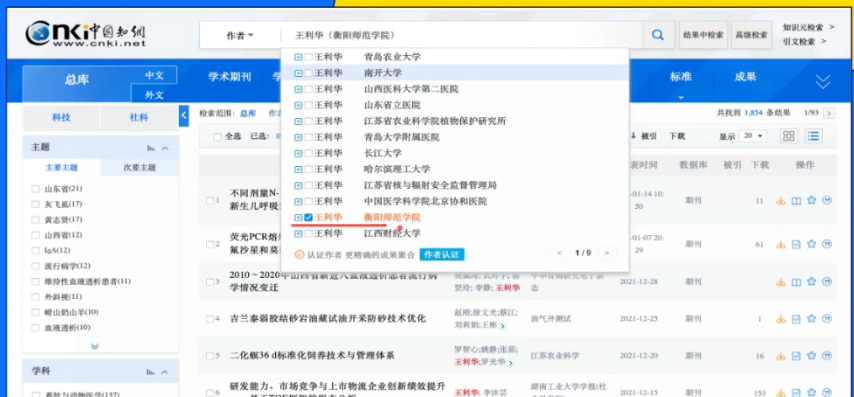 cnki中国知网
www.cnki.net
作者
王利华（衡阳师范学院）
结果中检索
高级检索
知识元检索 >
引文检索 >
总库
中文
外文
学术期刊
标准
成果
科技
社科
主题
主要主题
次要主题
山东省(21)
灰飞虱(17)
黄志贤(17)
山西省(12)
IgA(12)
流行病学(12)
维持性血液透析患者(11)
外斜视(11)
崂山奶山羊(10)
血液透析(10)
学科
畜牧与动物医学(137)
检索范围：总库
共找到 1,854 条结果 1/93 >
全选 已选：0
被引 下载
显示 20
王利华 青岛农业大学
王利华 南开大学
王利华 山西医科大学第二医院
王利华 山东省立医院
王利华 江苏省农业科学院植物保护研究所
王利华 青岛大学附属医院
王利华 长江大学
王利华 哈尔滨理工大学
王利华 江苏省核与辐射安全监督管理局
王利华 中国医学科学院北京协和医院
王利华 衡阳师范学院
王利华 江西财经大学
认证作者 更精确的成果聚合 作者认证
< 1 / 9 >
表时间 数据库 被引 下载 操作
1 不同剂量N-
新生儿呼吸
-01-14 10:
50
期刊 11
2 荧光PCR熔
氟沙星和莫
-01-07 20:
29
期刊 61
3 2010～2020年山西省新进入血液透析患者流行病
学情况变迁
李静; 王利华
志
2021-12-28 期刊
4 吉兰泰弱胶结砂岩油藏试油开采防砂技术优化
赵刚;徐文光;蔡江;
刘莉娟;王彬 >
油气井测试 2021-12-25 期刊 1
5 二化螟36 d标准化饲养技术与管理体系
罗智心;姚静;张茹;
王利华;罗光华 >
江苏农业科学 2021-12-20 期刊 16
6 研发能力、市场竞争与上市物流企业创新绩效提升
王利华; 李沐芸
湖南工业大学学报(社
2021-12-15 期刊 153